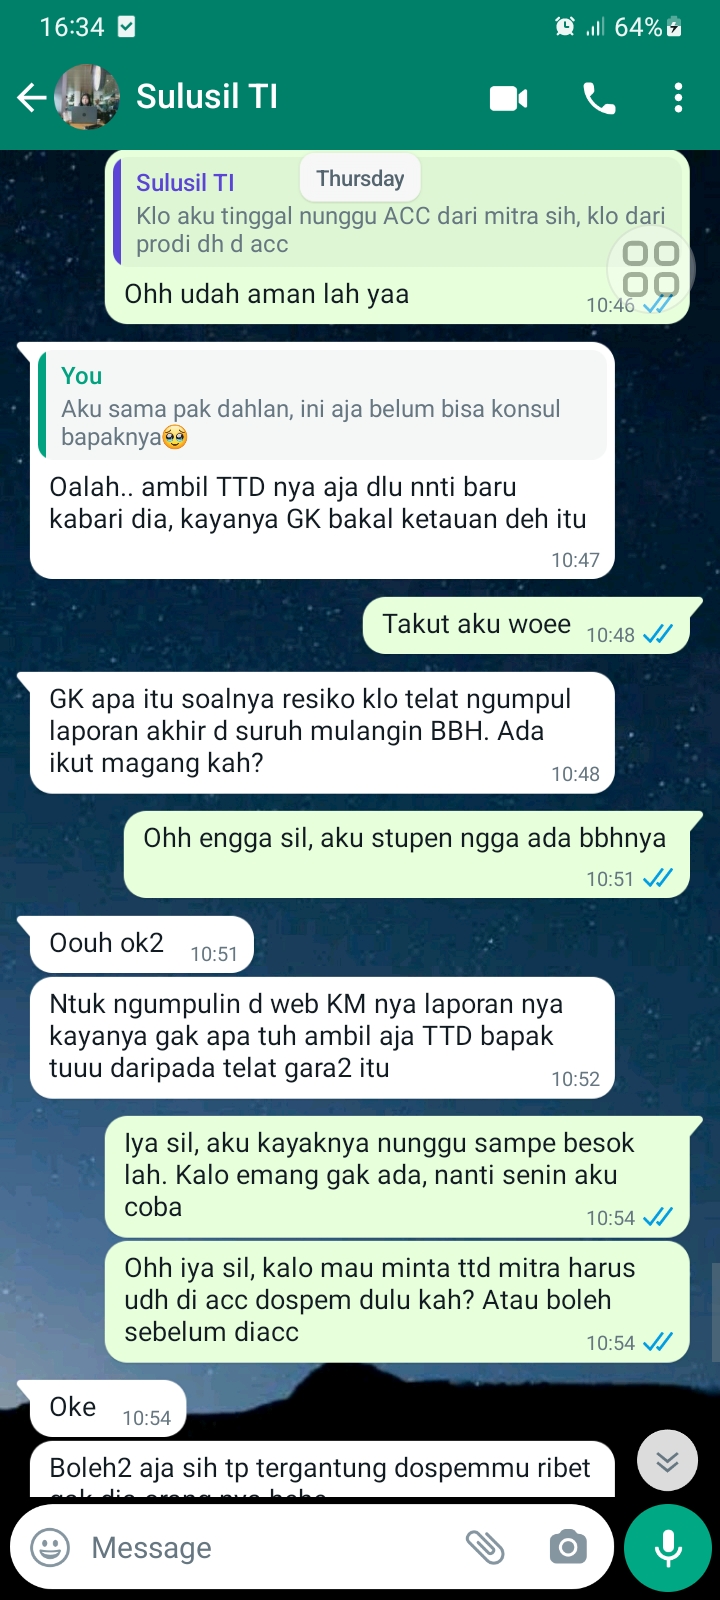 16:34
64%
Sulusil TI
Thursday
Sulusil TI
Klo aku tinggal nunggu ACC dari mitra sih, klo dari
prodi dh d acc
Ohh udah aman lah yaa
10:46
You
Aku sama pak dahlan, ini aja belum bisa konsul
bapaknya🥹
Oalah.. ambil TTD nya aja dlu nnti baru
kabari dia, kayanya GK bakal ketauan deh itu
10:47
Takut aku woee
10:48
GK apa itu soalnya resiko klo telat ngumpul
laporan akhir d suruh mulangin BBH. Ada
ikut magang kah?
10:48
Ohh engga sil, aku stupen ngga ada bbhnya
10:51
Oouh ok2
10:51
Ntuk ngumpulin d web KM nya laporan nya
kayanya gak apa tuh ambil aja TTD bapak
tuuu daripada telat gara2 itu
10:52
Iya sil, aku kayaknya nunggu sampe besok
lah. Kalo emang gak ada, nanti senin aku
coba
10:54
Ohh iya sil, kalo mau minta ttd mitra harus
udh di acc dospem dulu kah? Atau boleh
sebelum diacc
10:54
Oke
10:54
Boleh2 aja sih tp tergantung dospemmu ribet
Message